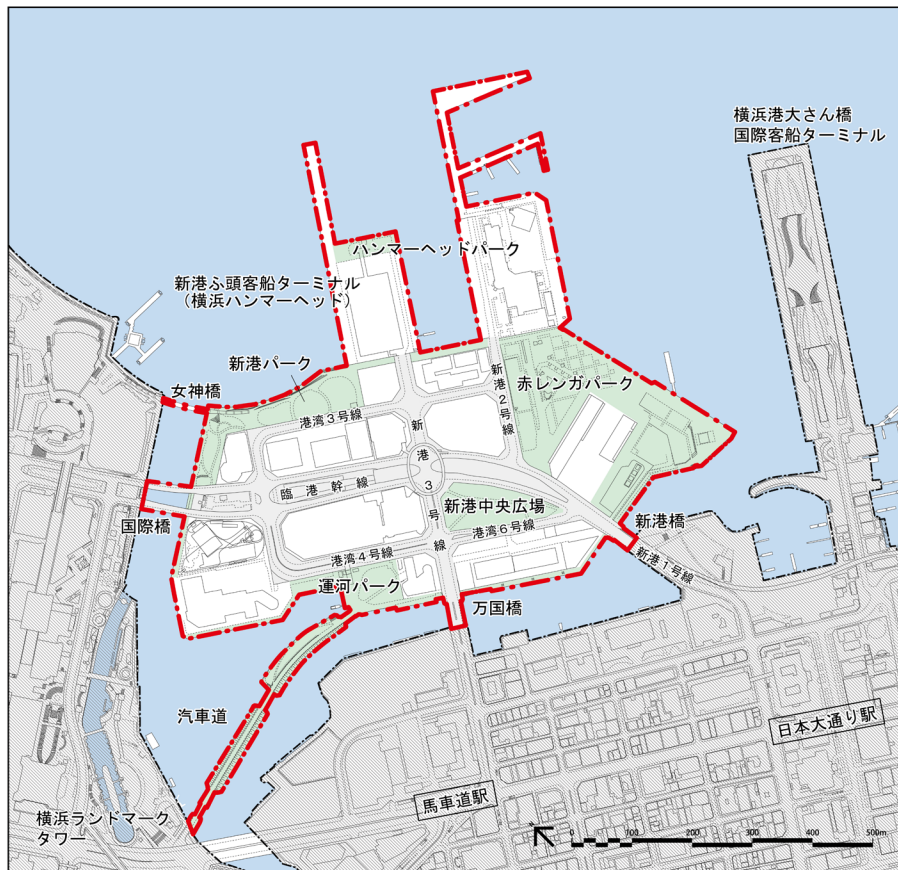 横浜港大さん橋
国際客船ターミナル
ハンマーヘッドパーク
新港ふ頭客船ターミナル
（横浜ハンマーヘッド）
新港パーク
女神橋
新港2号線
赤レンガパーク
港湾3号線
新港3号線
臨港幹線
新港中央広場
国際橋
新港橋
港湾6号線
港湾4号線
新港1号線
運河パーク
万国橋
汽車道
日本大通り駅
馬車道駅
横浜ランドマーク
タワー
0 100 200 300 400 500m